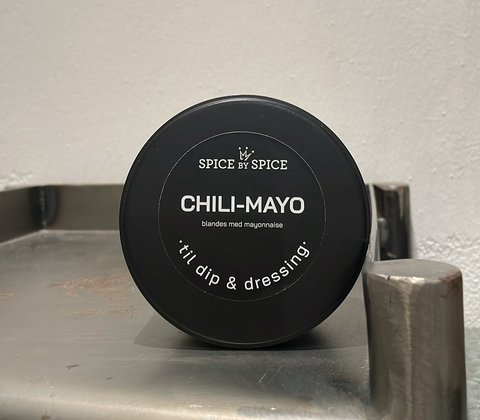 SPICE BY SPICE
CHILI-MAYO
blandes med mayonnaise
·til dip & dressing·